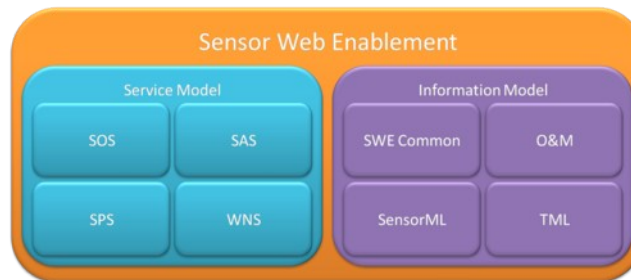 Sensor Web Enablement
Service Model
Information Model
SOS
SAS
SWE Common
O&M
SPS
WNS
SensorML
TML